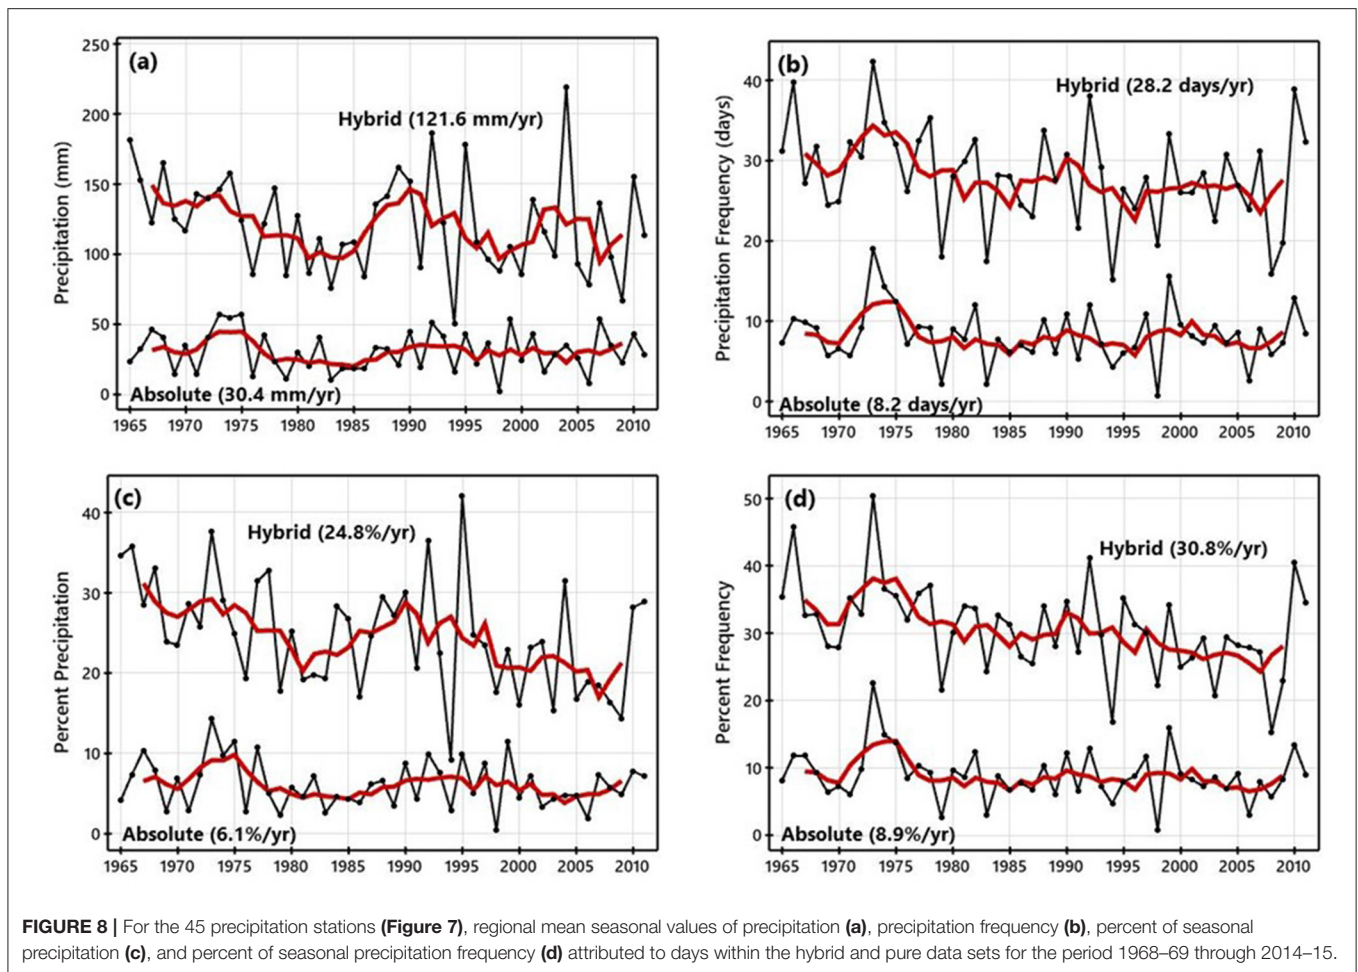 (a)
Precipitation (mm)
250
200
150
100
50
0
Hybrid (121.6 mm/yr)
Absolute (30.4 mm/yr)
1965 1970 1975 1980 1985 1990 1995 2000 2005 2010
(b)
Precipitation Frequency (days)
40
30
20
10
0
Hybrid (28.2 days/yr)
Absolute (8.2 days/yr)
1965 1970 1975 1980 1985 1990 1995 2000 2005 2010
(c)
Percent Precipitation
40
30
20
10
0
Hybrid (24.8%/yr)
Absolute (6.1%/yr)
1965 1970 1975 1980 1985 1990 1995 2000 2005 2010
(d)
Percent Frequency
50
40
30
20
10
0
Hybrid (30.8%/yr)
Absolute (8.9%/yr)
1965 1970 1975 1980 1985 1990 1995 2000 2005 2010
FIGURE 8 | For the 45 precipitation stations (Figure 7), regional mean seasonal values of precipitation (a), precipitation frequency (b), percent of seasonal
precipitation (c), and percent of seasonal precipitation frequency (d) attributed to days within the hybrid and pure data sets for the period 1968–69 through 2014–15.